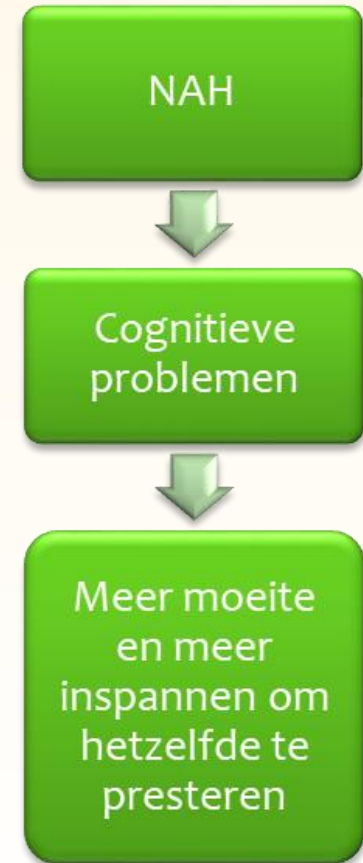 NAH
Cognitieve
problemen
Meer moeite
en meer
inspannen om
hetzelfde te
presteren